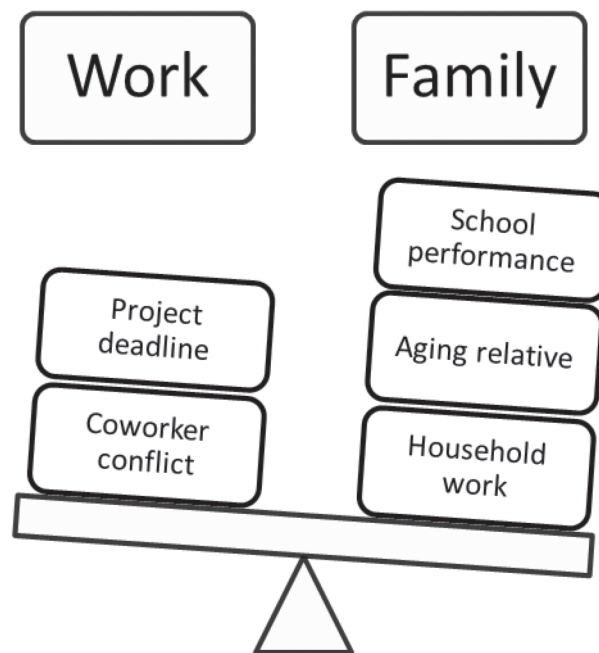 Work
Family
School
performance
Project
deadline
Aging relative
Coworker
conflict
Household
work